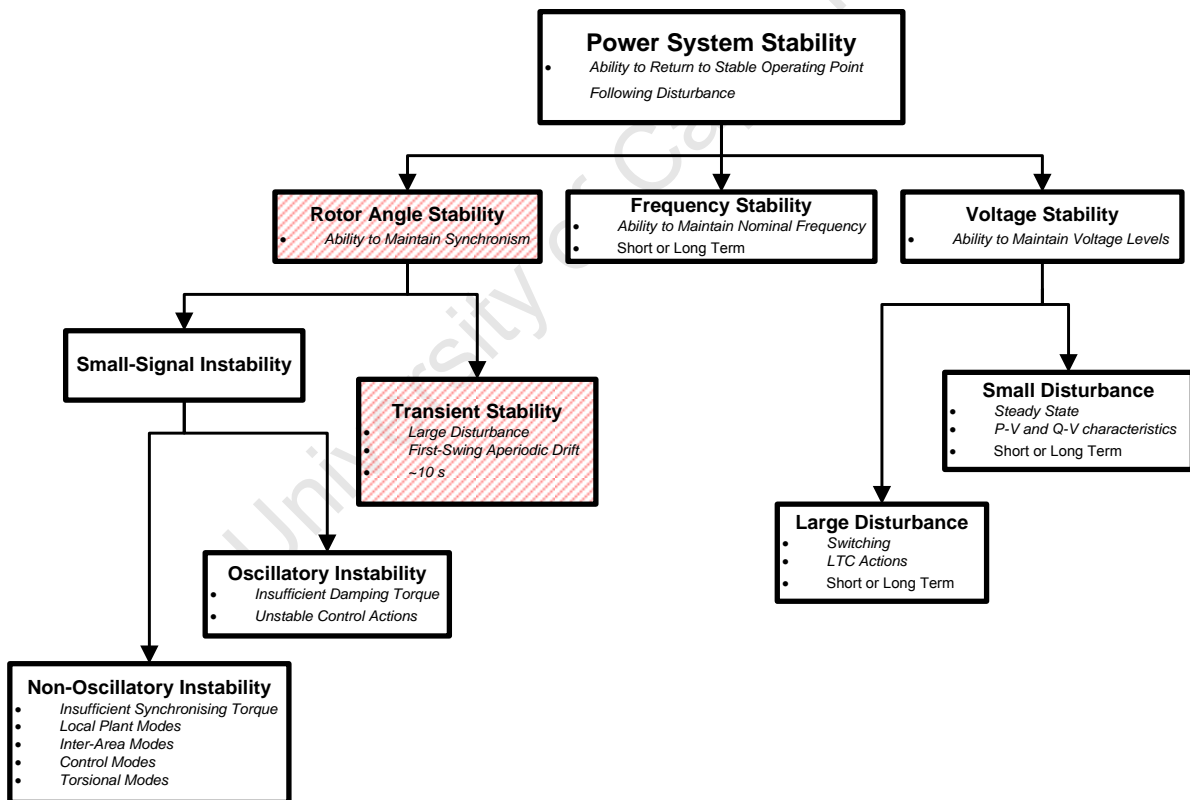 Power System Stability
• Ability to Return to Stable Operating Point
Following Disturbance
Rotor Angle Stability
• Ability to Maintain Synchronism
Frequency Stability
• Ability to Maintain Nominal Frequency
• Short or Long Term
Voltage Stability
• Ability to Maintain Voltage Levels
Small-Signal Instability
Transient Stability
• Large Disturbance
• First-Swing Aperiodic Drift
• ~10 s
Small Disturbance
• Steady State
• P-V and Q-V characteristics
• Short or Long Term
Large Disturbance
• Switching
• LTC Actions
• Short or Long Term
Oscillatory Instability
• Insufficient Damping Torque
• Unstable Control Actions
Non-Oscillatory Instability
• Insufficient Synchronising Torque
• Local Plant Modes
• Inter-Area Modes
• Control Modes
• Torsional Modes
University of Ca